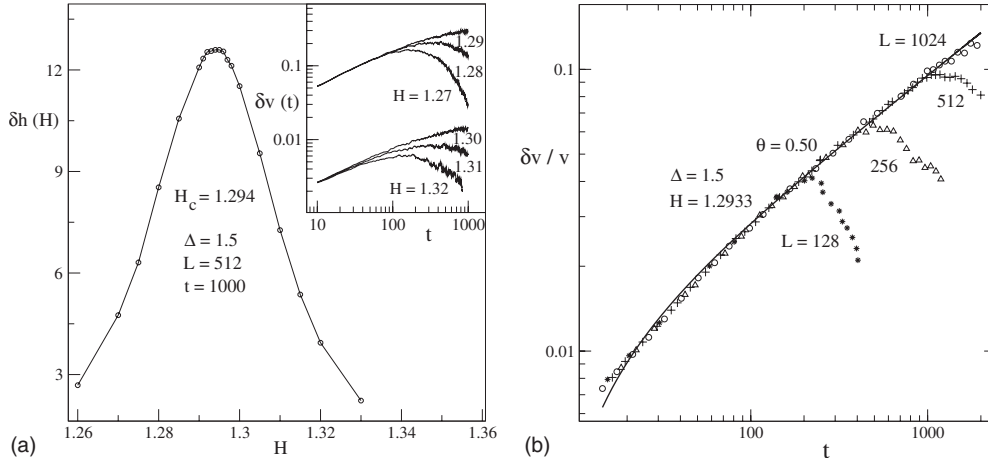 12
9
6
3
δh (H)
H_c = 1.294
Δ = 1.5
L = 512
t = 1000
1.26
1.28
1.3
1.32
1.34
1.36
H
(a)
0.1
δv (t)
0.01
1.29
1.28
H = 1.27
1.30
1.31
H = 1.32
10
100
1000
t
0.1
δv / v
0.01
L = 1024
512
θ = 0.50
256
Δ = 1.5
H = 1.2933
L = 128
100
1000
t
(b)